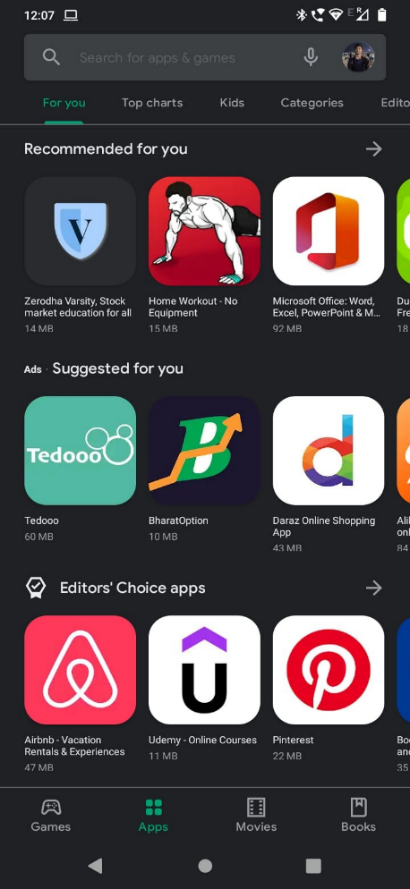 12:07
E R
Search for apps & games
For you Top charts Kids Categories Edito
Recommended for you
V
Zerodha Varsity, Stock
market education for all
14 MB
Home Workout - No
Equipment
15 MB
Microsoft Office: Word,
Excel, PowerPoint & M...
92 MB
Du
Fre
18
Ads · Suggested for you
Tedooo
Tedooo
60 MB
B
BharatOption
10 MB
d
Daraz Online Shopping
App
43 MB
Ali
onl
84
Editors' Choice apps
Airbnb - Vacation
Rentals & Experiences
47 MB
U
Udemy - Online Courses
11 MB
P
Pinterest
22 MB
Boo
an
35
Games Apps Movies Books